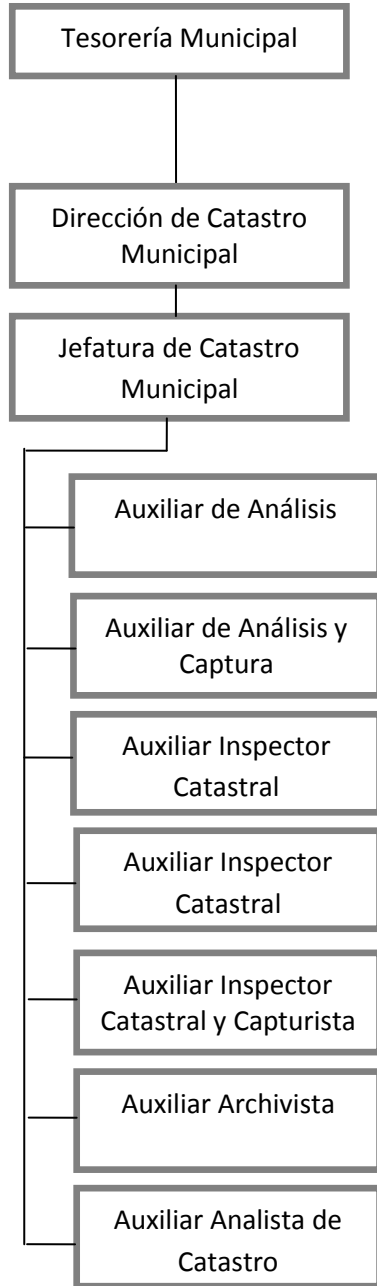 Tesorería Municipal
Dirección de Catastro
Municipal
Jefatura de Catastro
Municipal
Auxiliar de Análisis
Auxiliar de Análisis y
Captura
Auxiliar Inspector
Catastral
Auxiliar Inspector
Catastral
Auxiliar Inspector
Catastral y Capturista
Auxiliar Archivista
Auxiliar Analista de
Catastro